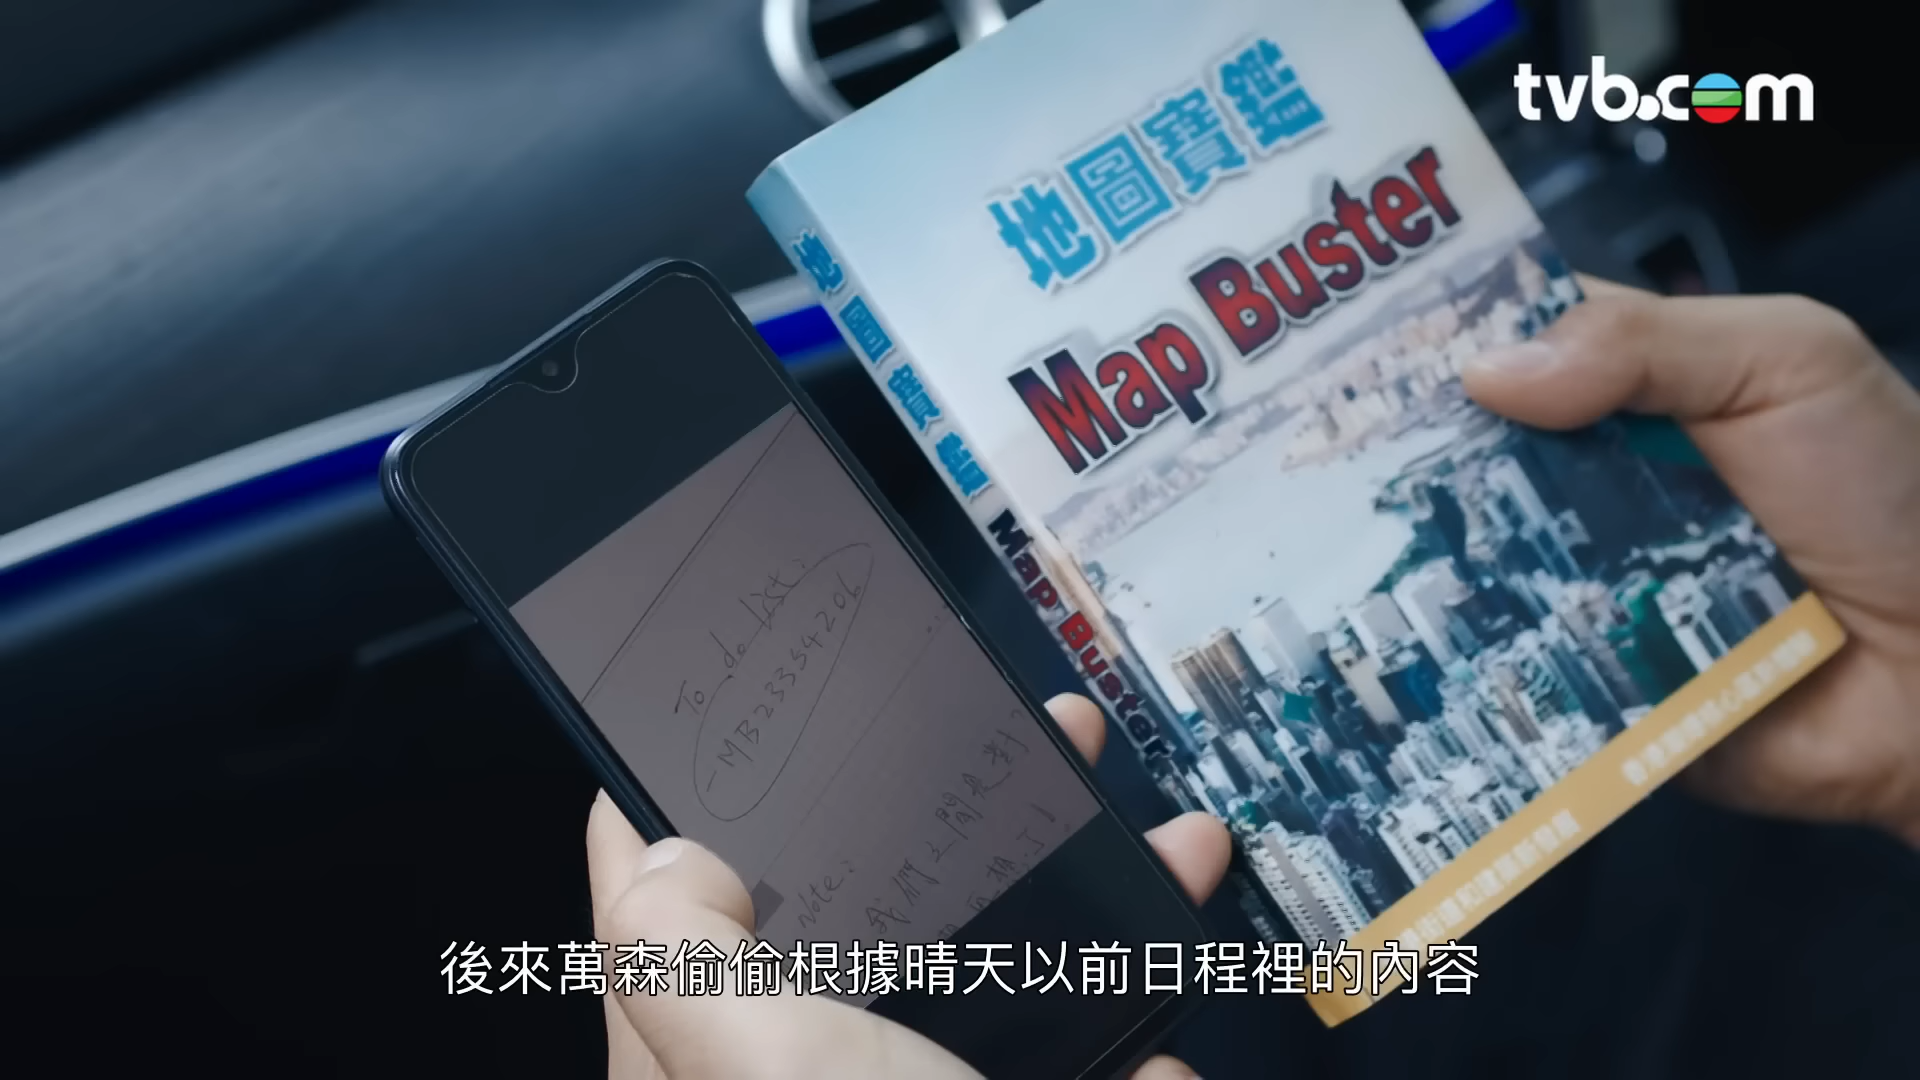 tvb.com
地圖寶鑑
Map Buster
地圖寶鑑 Map Buster
To do list:
-MB23354206
Note:
我們之間是對
後來萬森偷偷根據晴天以前日程裡的內容